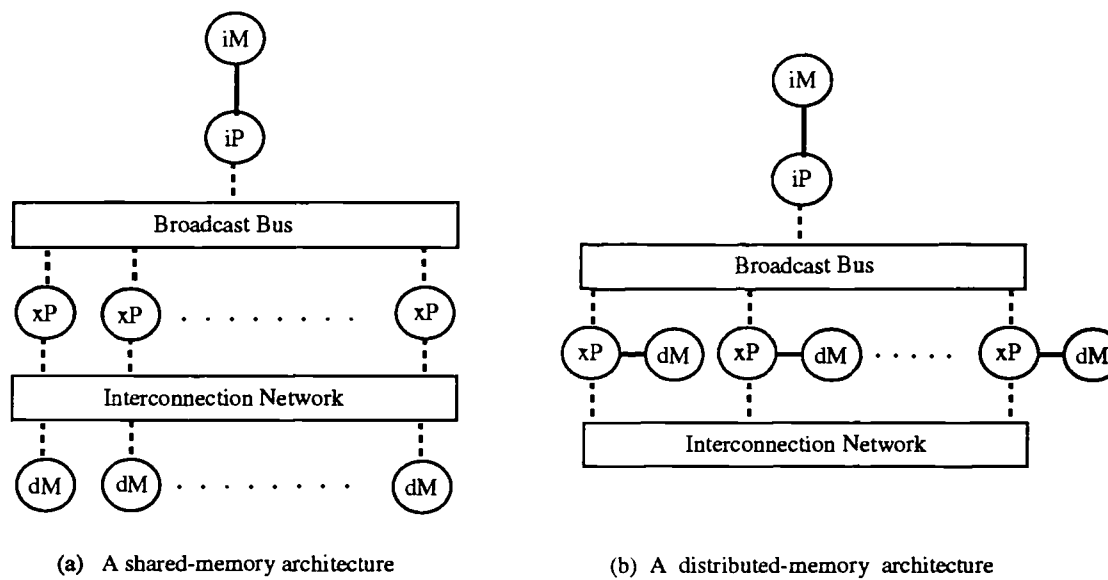 iM
iP
Broadcast Bus
xP xP . . . . . . . . xP
Interconnection Network
dM dM . . . . . . . . dM
(a) A shared-memory architecture
iM
iP
Broadcast Bus
xP dM xP dM . . . . . xP dM
Interconnection Network
(b) A distributed-memory architecture